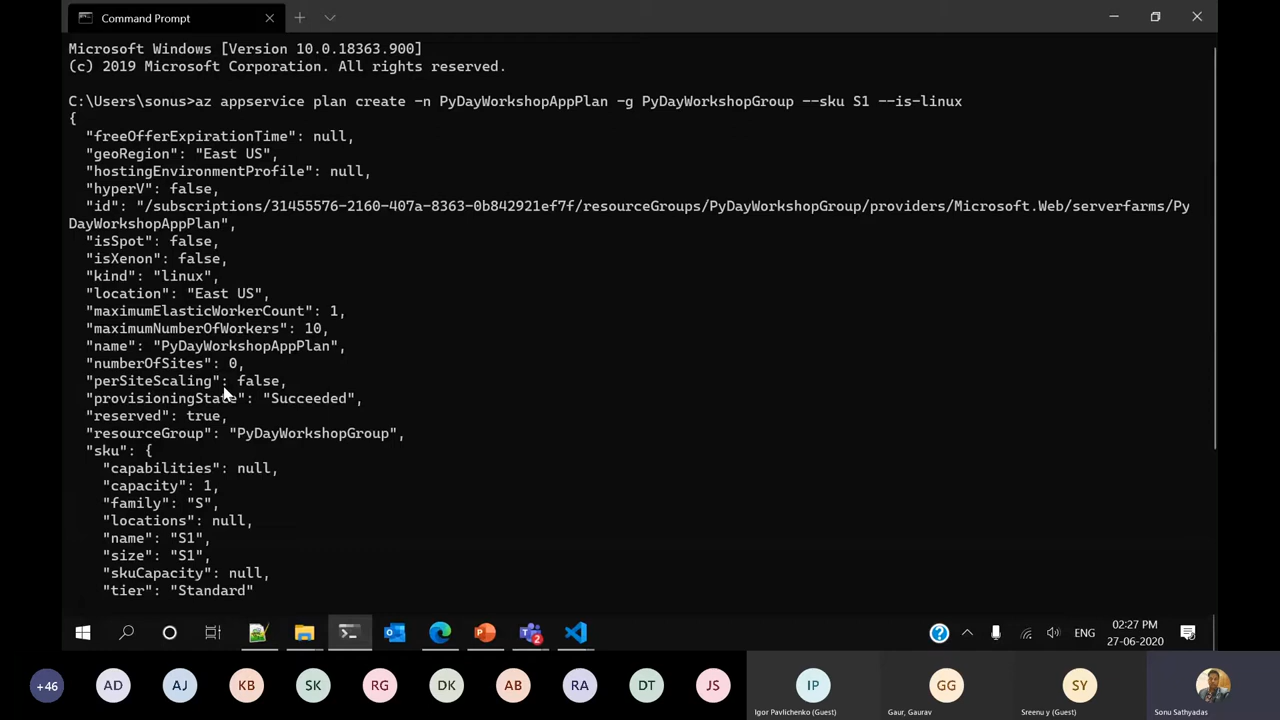 Command Prompt
Microsoft Windows [Version 10.0.18363.900]
(c) 2019 Microsoft Corporation. All rights reserved.
C:\Users\sonus>az appservice plan create -n PyDayWorkshopAppPlan -g PyDayWorkshopGroup --sku S1 --is-linux
{
"freeOfferExpirationTime": null,
"geoRegion": "East US",
"hostingEnvironmentProfile": null,
"hyperV": false,
"id": "/subscriptions/31455576-2160-407a-8363-0b842921ef7f/resourceGroups/PyDayWorkshopGroup/providers/Microsoft.Web/serverfarms/Py
DayWorkshopAppPlan",
"isSpot": false,
"isXenon": false,
"kind": "linux",
"location": "East US",
"maximumElasticWorkerCount": 1,
"maximumNumberOfWorkers": 10,
"name": "PyDayWorkshopAppPlan",
"numberOfSites": 0,
"perSiteScaling": false,
"provisioningState": "Succeeded",
"reserved": true,
"resourceGroup": "PyDayWorkshopGroup",
"sku": {
"capabilities": null,
"capacity": 1,
"family": "S",
"locations": null,
"name": "S1",
"size": "S1",
"skuCapacity": null,
"tier": "Standard"
2
ENG
02:27 PM
27-06-2020
+46 AD AJ KB SK RG DK AB RA DT JS IP GG SY
Igor Pavlichenko (Guest) Gaur, Gaurav Sreenu y (Guest) Sonu Sathyadas